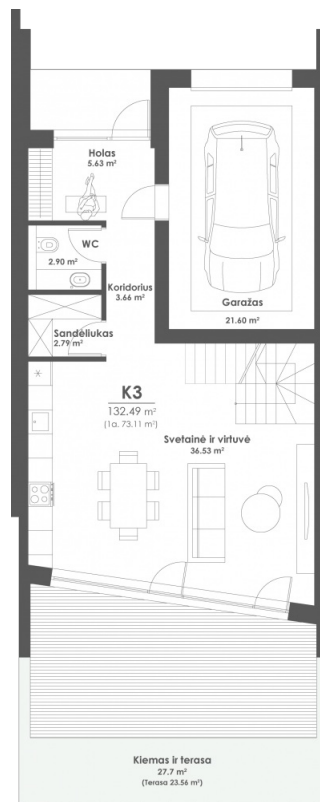 Holas
5.63 m²
WC
2.90 m²
Koridorius
3.66 m²
Garažas
21.60 m²
Sandėliukas
2.79 m²
K3
132.49 m²
(1a. 73.11 m²)
Svetainė ir virtuvė
36.53 m²
Kiemas ir terasa
27.7 m²
(Terasa 23.56 m²)